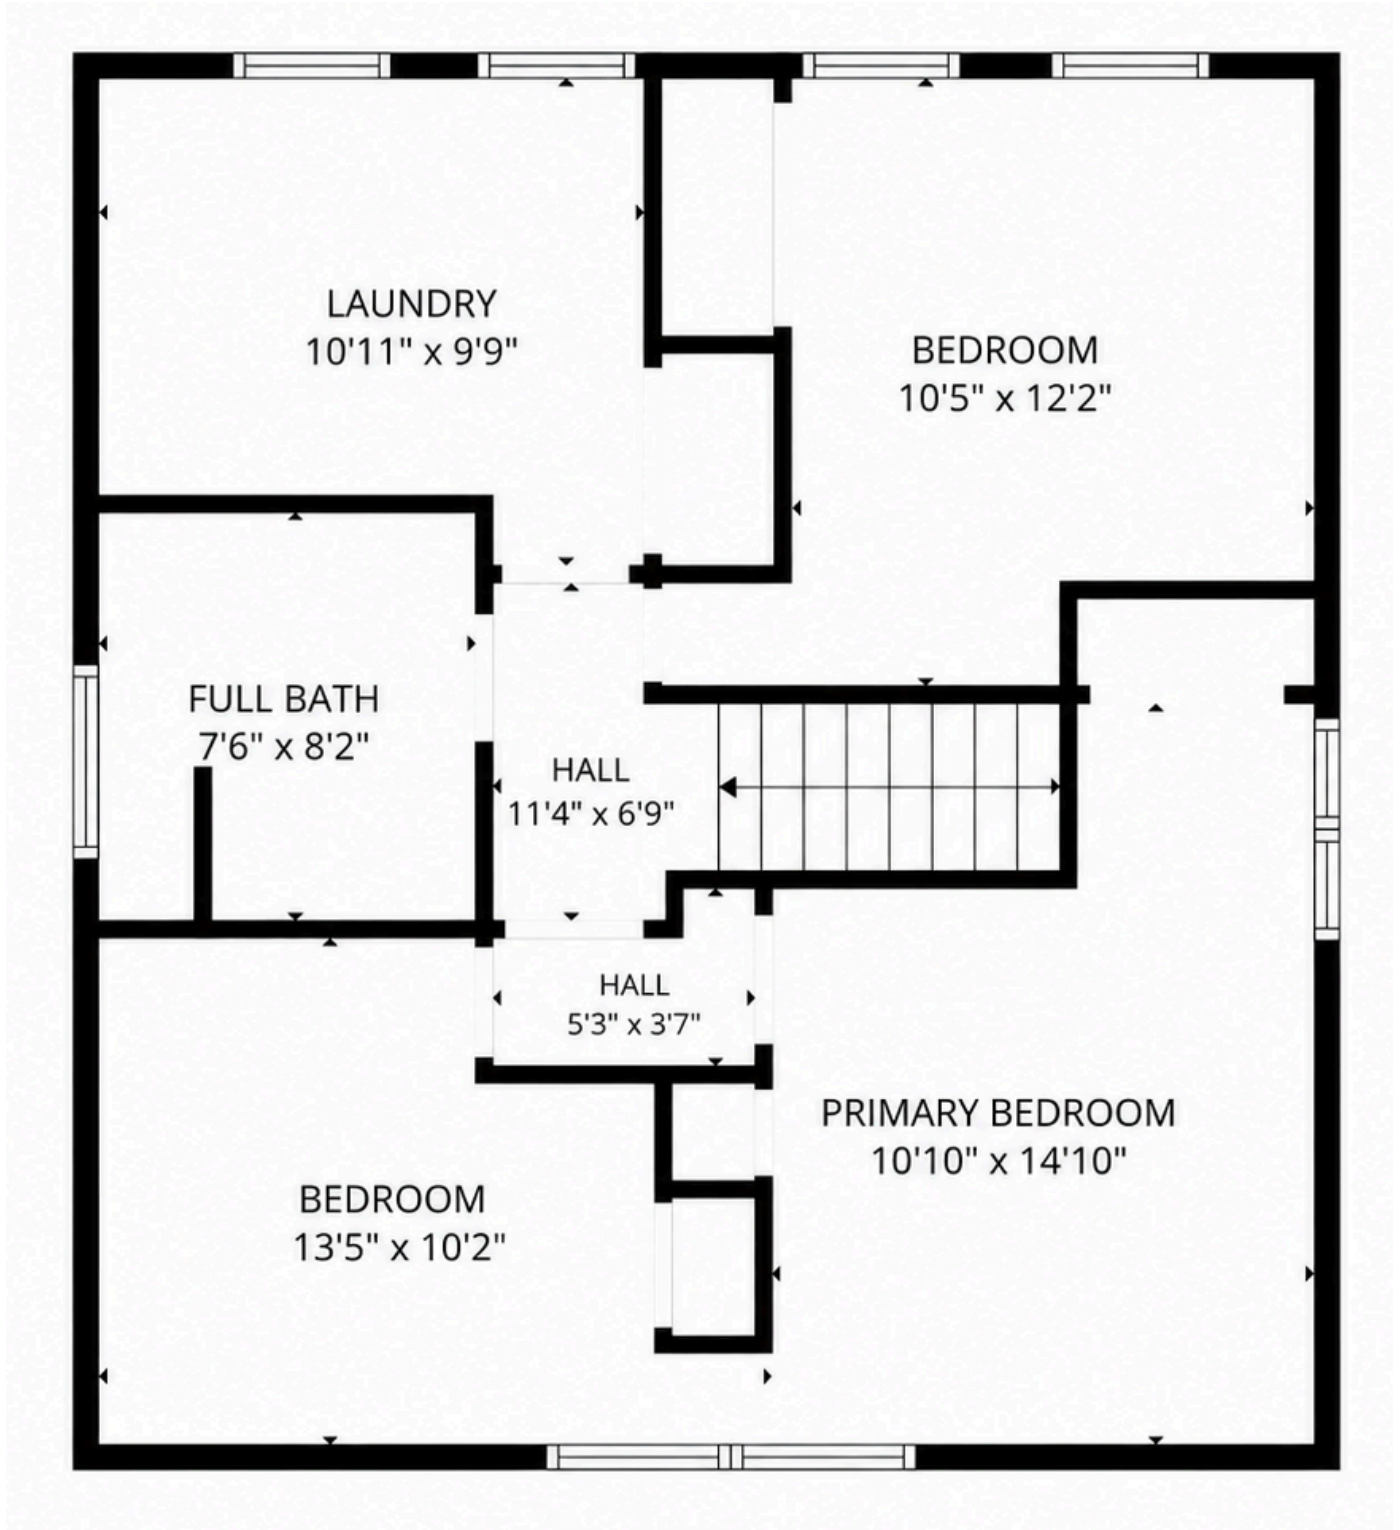 LAUNDRY
10'11" x 9'9"
BEDROOM
10'5" x 12'2"
FULL BATH
7'6" x 8'2"
HALL
11'4" x 6'9"
HALL
5'3" x 3'7"
PRIMARY BEDROOM
10'10" x 14'10"
BEDROOM
13'5" x 10'2"